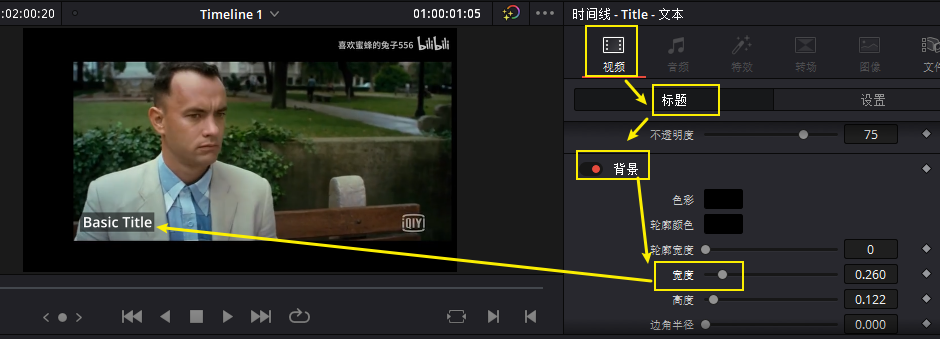 :02:00:20
Timeline 1
01:00:01:05
时间线 - Title - 文本
喜欢蜜蜂的兔子556 bilibili
视频
音频
特效
转场
图像
文件
标题
设置
不透明度
75
背景
色彩
轮廓颜色
轮廓宽度
0
宽度
0.260
高度
0.122
边角半径
0.000
Basic Title
QIY